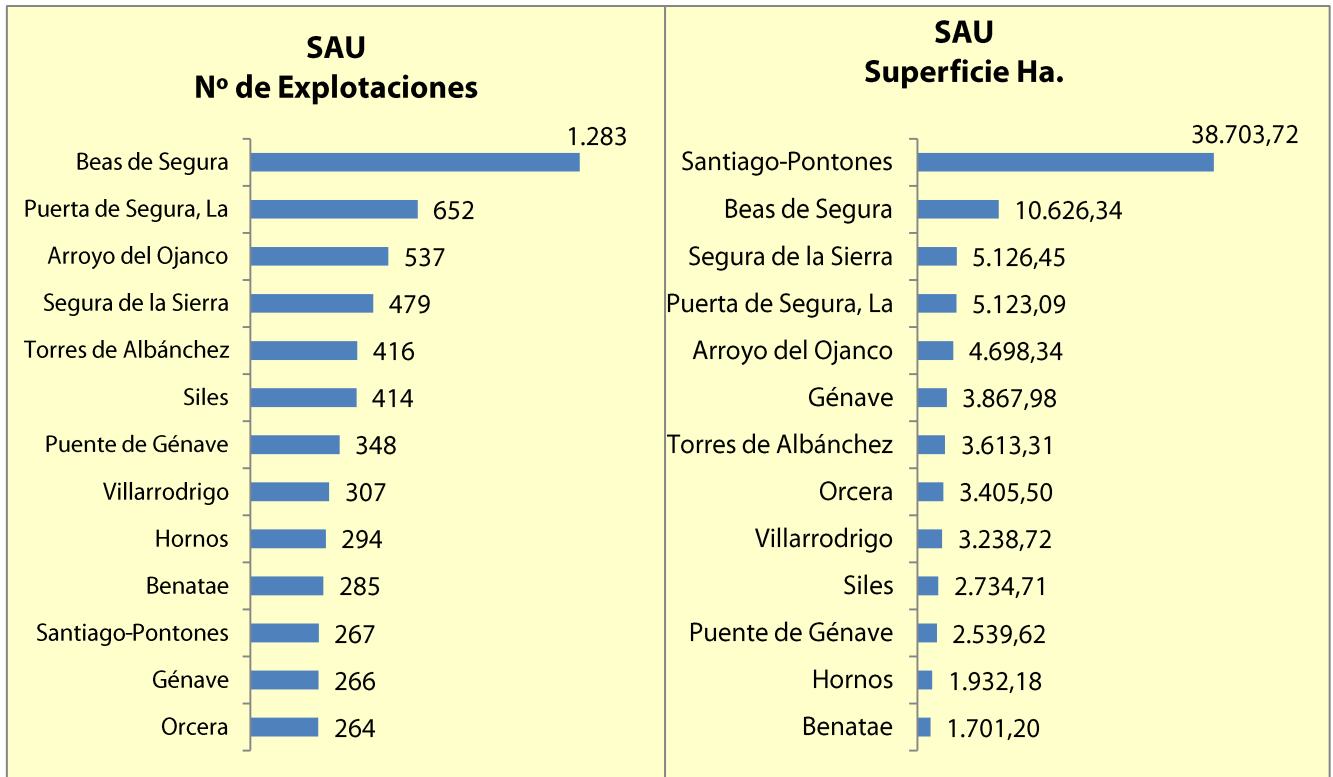 SAU
Nº de Explotaciones
Beas de Segura 1.283
Puerta de Segura, La 652
Arroyo del Ojanco 537
Segura de la Sierra 479
Torres de Albánchez 416
Siles 414
Puente de Génave 348
Villarrodrigo 307
Hornos 294
Benatae 285
Santiago-Pontones 267
Génave 266
Orcera 264
SAU
Superficie Ha.
Santiago-Pontones 38.703,72
Beas de Segura 10.626,34
Segura de la Sierra 5.126,45
Puerta de Segura, La 5.123,09
Arroyo del Ojanco 4.698,34
Génave 3.867,98
Torres de Albánchez 3.613,31
Orcera 3.405,50
Villarrodrigo 3.238,72
Siles 2.734,71
Puente de Génave 2.539,62
Hornos 1.932,18
Benatae 1.701,20